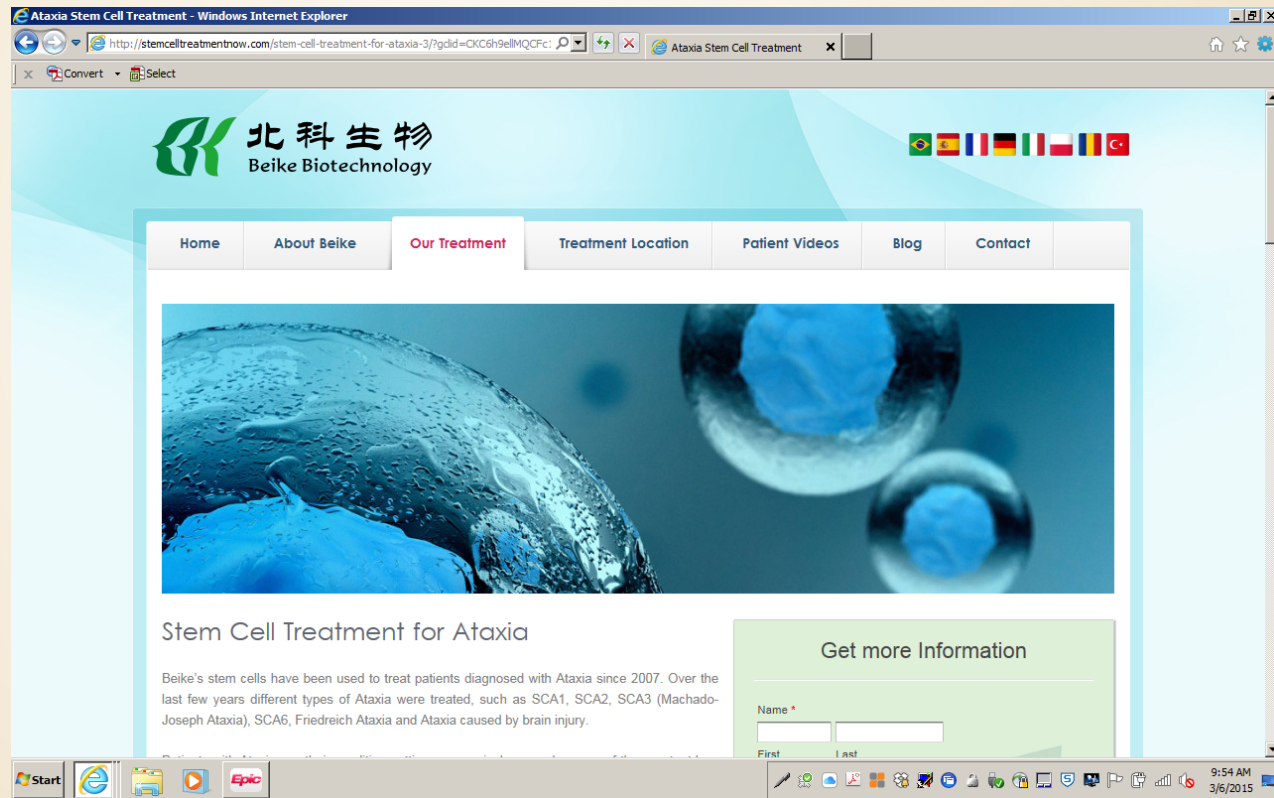 Ataxia Stem Cell Treatment - Windows Internet Explorer
http://stemcelltreatmentnow.com/stem-cell-treatment-for-ataxia-3/?gclid=CKC6h9ellMQCFc:
Ataxia Stem Cell Treatment
Convert
Select
北科生物
Beike Biotechnology
Home
About Beike
Our Treatment
Treatment Location
Patient Videos
Blog
Contact
Stem Cell Treatment for Ataxia
Beike's stem cells have been used to treat patients diagnosed with Ataxia since 2007. Over the
last few years different types of Ataxia were treated, such as SCA1, SCA2, SCA3 (Machado-
Joseph Ataxia), SCA6, Friedreich Ataxia and Ataxia caused by brain injury.
Get more Information
Name *
First
Last
Start
Epic
9:54 AM
3/6/2015